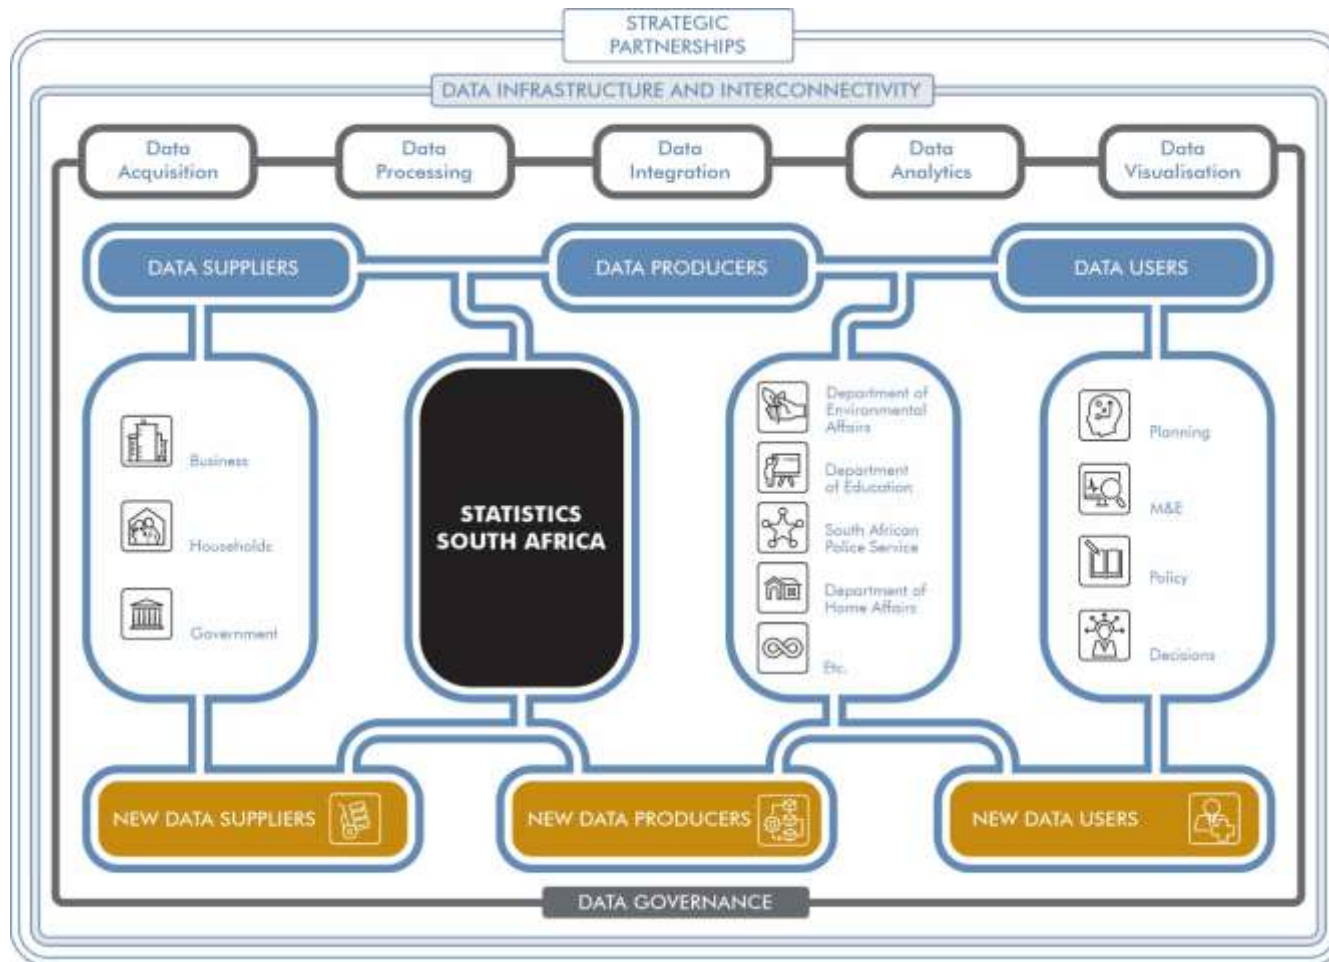 STRATEGIC
PARTNERSHIPS
DATA INFRASTRUCTURE AND INTERCONNECTIVITY
Data
Acquisition
Data
Processing
Data
Integration
Data
Analytics
Data
Visualisation
DATA SUPPLIERS
DATA PRODUCERS
DATA USERS
Business
Households
Government
STATISTICS
SOUTH AFRICA
Department of
Environmental
Affairs
Department
of Education
South African
Police Service
Department of
Home Affairs
Etc.
Planning
M&E
Policy
Decisions
NEW DATA SUPPLIERS
NEW DATA PRODUCERS
NEW DATA USERS
DATA GOVERNANCE